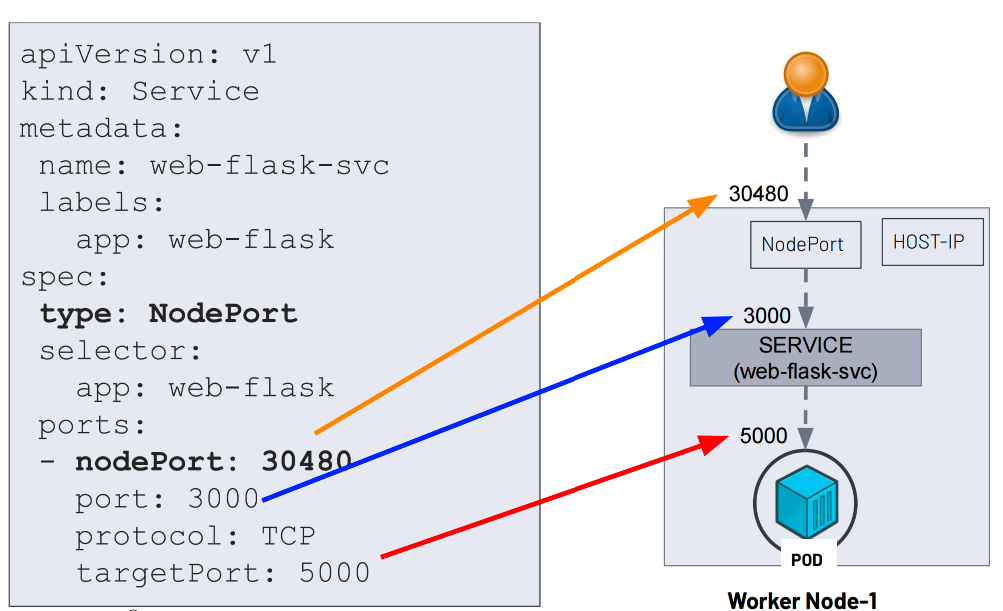 apiVersion: v1
kind: Service
metadata:
 name: web-flask-svc
 labels:
   app: web-flask
spec:
 type: NodePort
 selector:
   app: web-flask
 ports:
 - nodePort: 30480
   port: 3000
   protocol: TCP
   targetPort: 5000
30480
NodePort
HOST-IP
3000
SERVICE
(web-flask-svc)
5000
POD
Worker Node-1